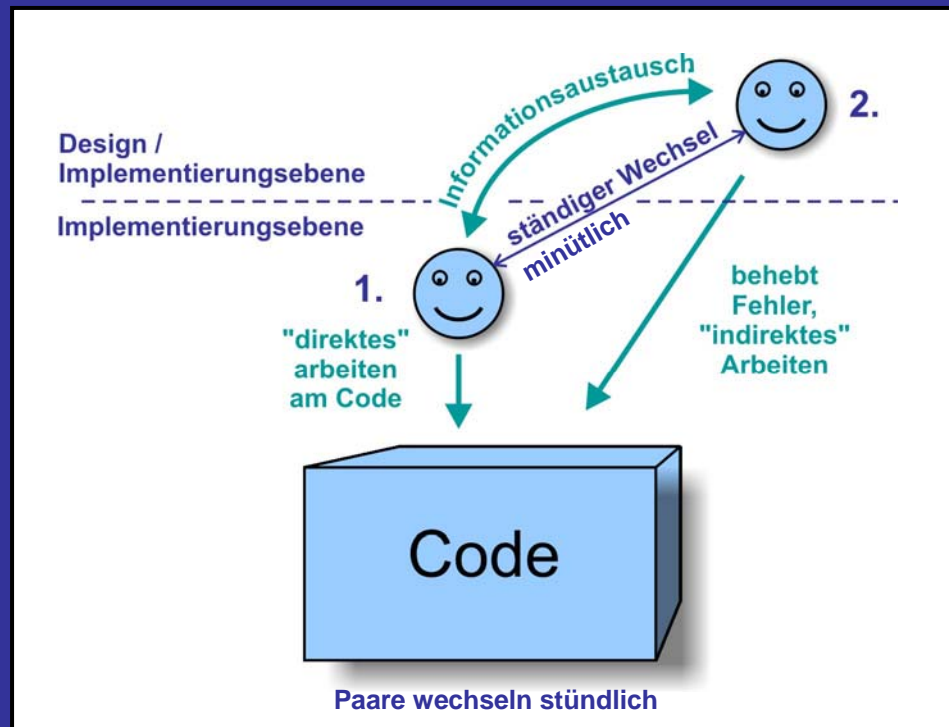 Informationsaustausch
2.
Design /
Implementierungsebene
ständiger Wechsel
minütlich
Implementierungsebene
1.
"direktes"
arbeiten
am Code
behebt
Fehler,
"indirektes"
Arbeiten
Code
Paare wechseln stündlich